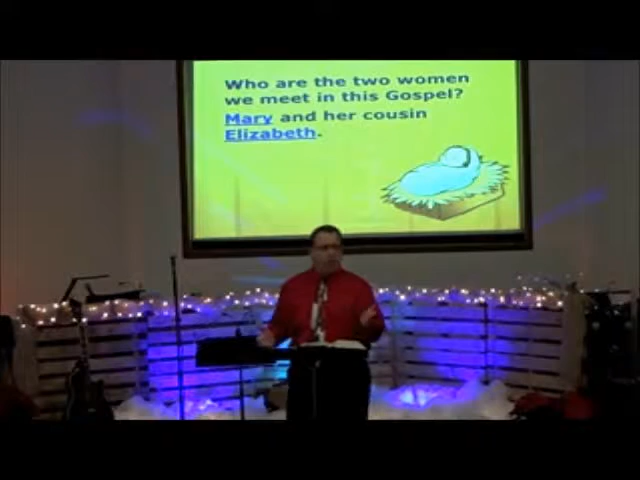 Who are the two women
we meet in this Gospel?
Mary and her cousin
Elizabeth.